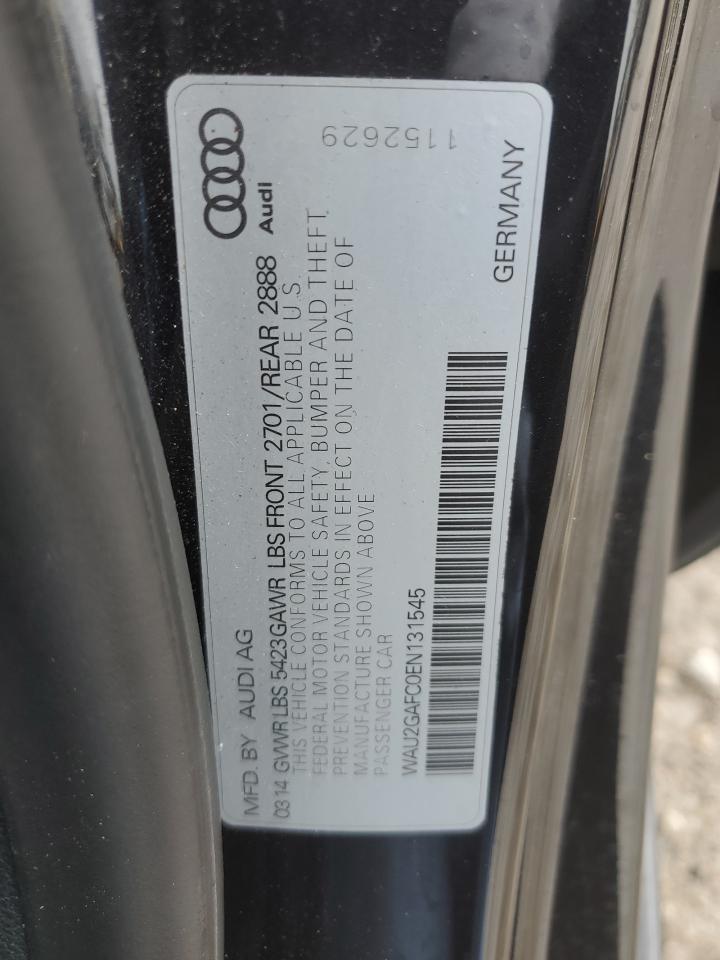 MFD. BY AUDI AG
Audi
0314 GVWR LBS 5423 GAWR LBS FRONT 2701/REAR 2888
THIS VEHICLE CONFORMS TO ALL APPLICABLE U.S.
FEDERAL MOTOR VEHICLE SAFETY, BUMPER AND THEFT
PREVENTION STANDARDS IN EFFECT ON THE DATE OF
MANUFACTURE SHOWN ABOVE
PASSENGER CAR
WAU2GAFC0EN131545
GERMANY
1152629